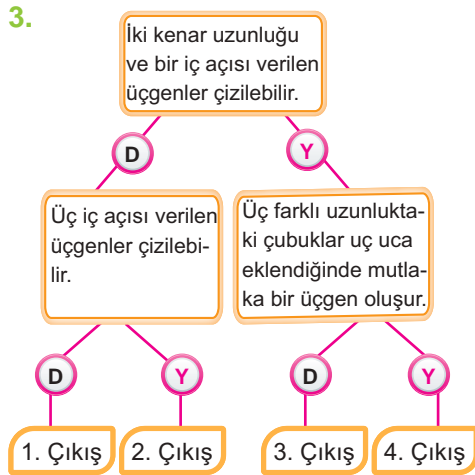 3.
İki kenar uzunluğu
ve bir iç açısı verilen
üçgenler çizilebilir.
D
Y
Üç iç açısı verilen
üçgenler çizilebi-
lir.
Üç farklı uzunlukta-
ki çubuklar uç uca
eklendiğinde mutla-
ka bir üçgen oluşur.
D
Y
D
Y
1. Çıkış
2. Çıkış
3. Çıkış
4. Çıkış